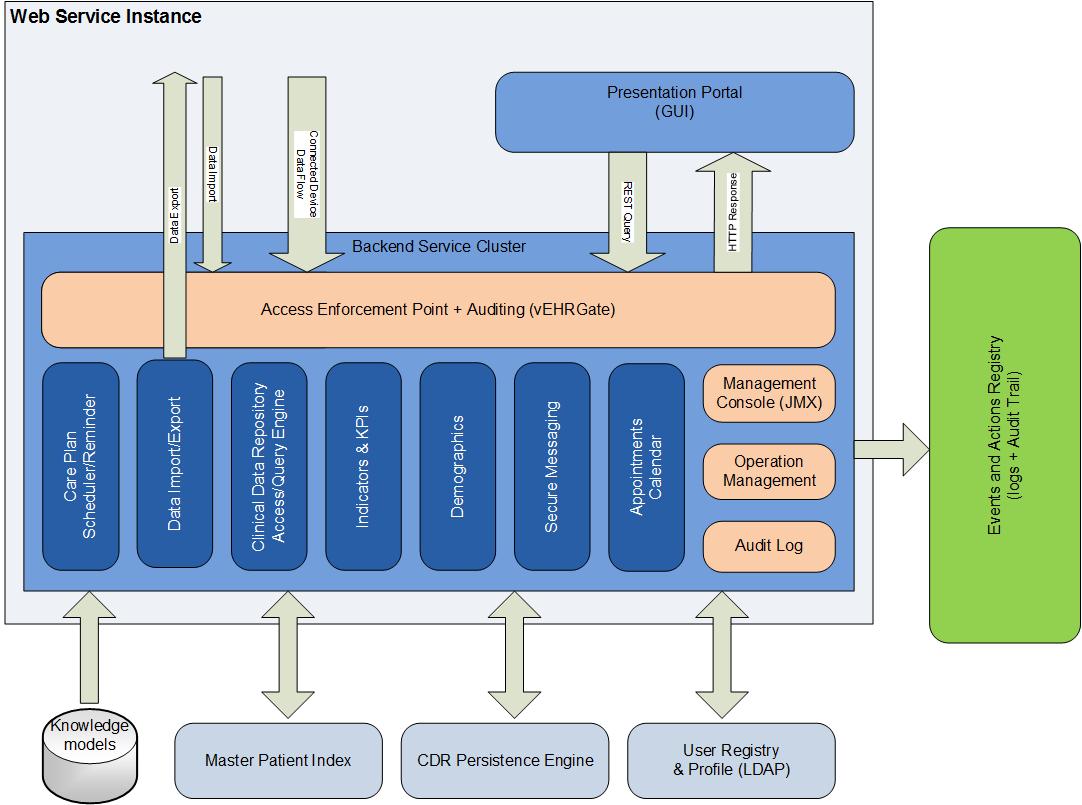 Web Service Instance
Presentation Portal
(GUI)
Data Export
Data Import
Connected Device
Data Flow
REST Query
HTTP Response
Backend Service Cluster
Access Enforcement Point + Auditing (vEHRGate)
Care Plan
Scheduler/Reminder
Data Import/Export
Clinical Data Repository
Access/Query Engine
Indicators & KPIs
Demographics
Secure Messaging
Appointments
Calendar
Management
Console (JMX)
Operation
Management
Audit Log
Events and Actions Registry
(logs + Audit Trail)
Knowledge
models
Master Patient Index
CDR Persistence Engine
User Registry
& Profile (LDAP)